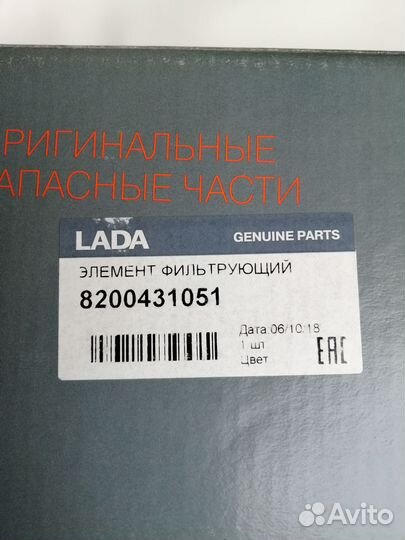 РИГИНАЛЬНЫЕ
АПАСНЫЕ ЧАСТИ
LADA GENUINE PARTS
ЭЛЕМЕНТ ФИЛЬТРУЮЩИЙ
8200431051
Дата 06/10/18
1 шт
Цвет
EAC
Avito